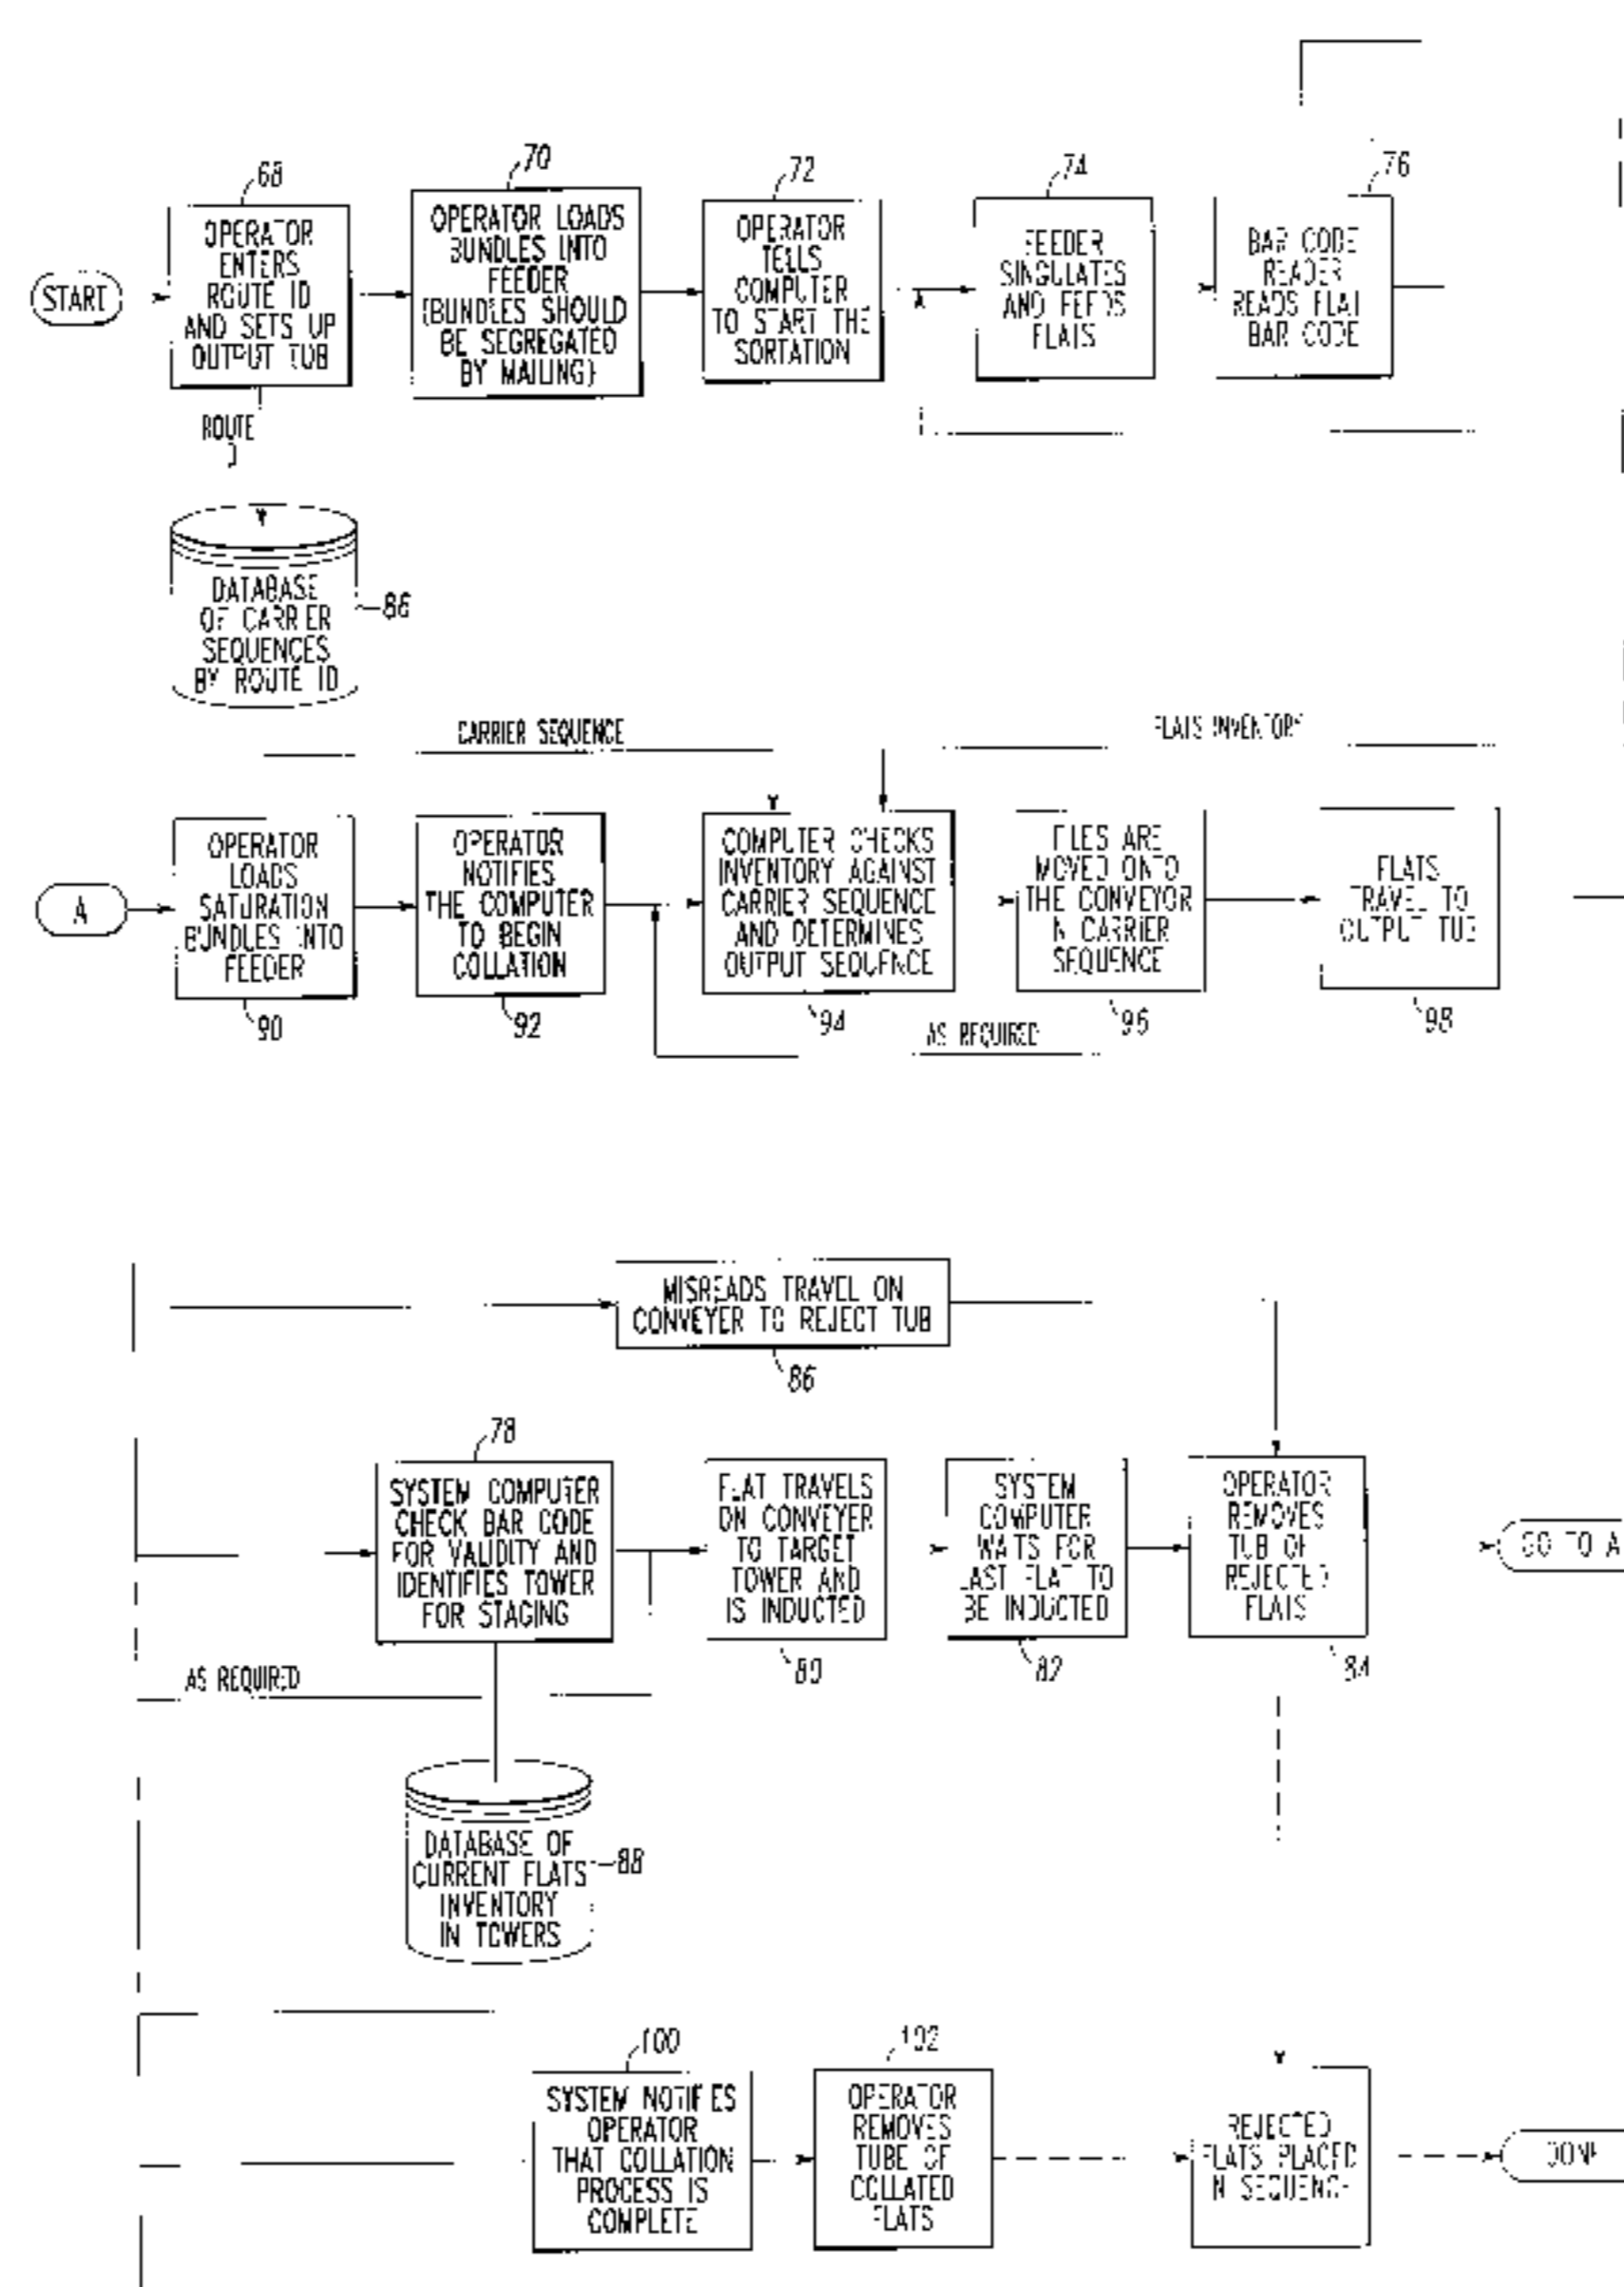 68
70
72
74
76
START
OPERATOR
ENTERS
ROUTE ID
AND SETS UP
OUTPUT TUB
OPERATOR LOADS
BUNDLES INTO
FEEDER
(BUNDLES SHOULD
BE SEGREGATED
BY MAILING)
OPERATOR
TELLS
COMPUTER
TO START THE
SORTATION
FEEDER
SINGULATES
AND FEEDS
FLATS
BAR CODE
READER
READS FLAT
BAR CODE
ROUTE
DATABASE
OF CARRIER
SEQUENCES
BY ROUTE ID
86
CARRIER SEQUENCE
FLATS INVENTORY
A
OPERATOR
LOADS
SATURATION
BUNDLES INTO
FEEDER
90
OPERATOR
NOTIFIES
THE COMPUTER
TO BEGIN
COLLATION
92
COMPUTER CHECKS
INVENTORY AGAINST
CARRIER SEQUENCE
AND DETERMINES
OUTPUT SEQUENCE
94
FILES ARE
MOVED ONTO
THE CONVEYOR
IN CARRIER
SEQUENCE
96
FLATS
TRAVEL TO
OUTPUT TUB
98
AS REQUIRED
MISREADS TRAVEL ON
CONVEYER TO REJECT TUB
86
78
SYSTEM COMPUTER
CHECK BAR CODE
FOR VALIDITY AND
IDENTIFIES TOWER
FOR STAGING
FLAT TRAVELS
ON CONVEYER
TO TARGET
TOWER AND
IS INDUCTED
80
SYSTEM
COMPUTER
WAITS FOR
LAST FLAT TO
BE INDUCTED
82
OPERATOR
REMOVES
TUB OF
REJECTED
FLATS
84
GO TO A
AS REQUIRED
DATABASE OF
CURRENT FLATS
INVENTORY
IN TOWERS
88
100
SYSTEM NOTIFIES
OPERATOR
THAT COLLATION
PROCESS IS
COMPLETE
102
OPERATOR
REMOVES
TUBE OF
COLLATED
FLATS
REJECTED
FLATS PLACED
IN SEQUENCE
DONE